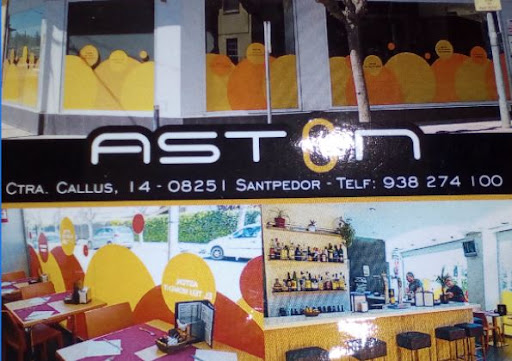 ASTON
CTRA. CALLUS, 14 - 08251 SANTPEDOR - TELF: 938 274 100